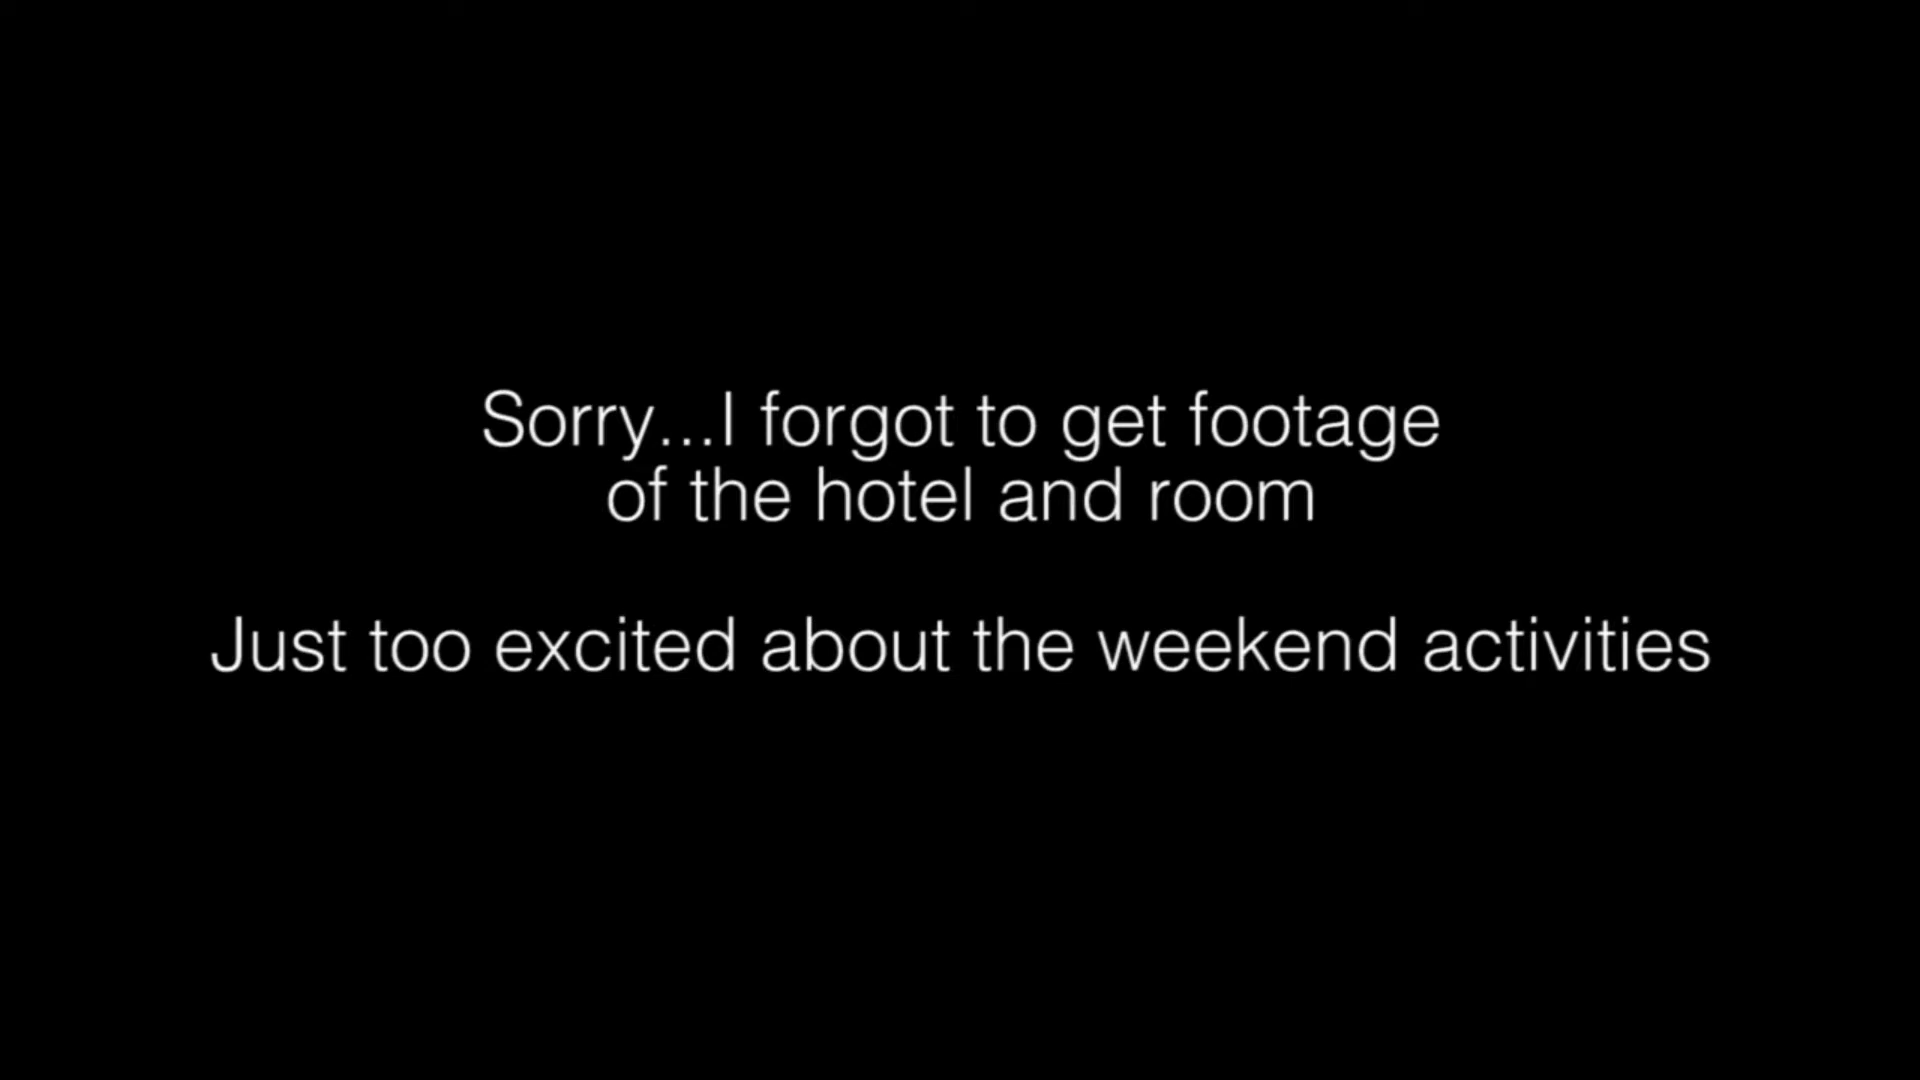 Sorry...I forgot to get footage
of the hotel and room
Just too excited about the weekend activities